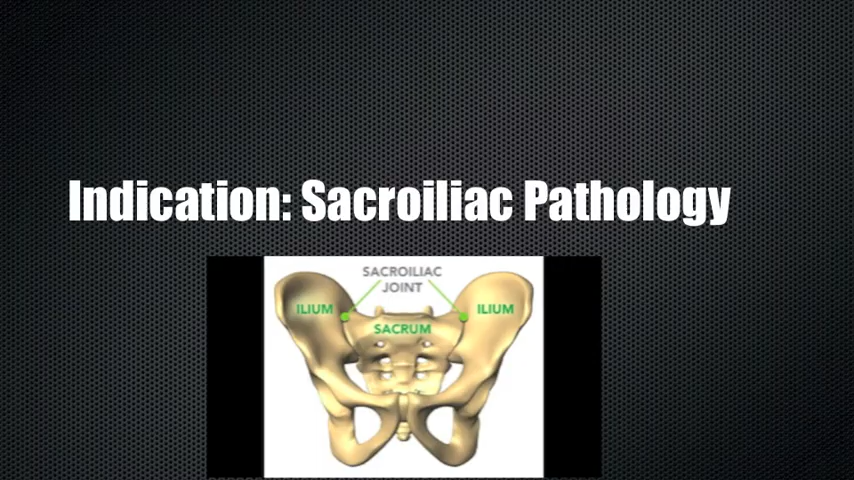 Indication: Sacroiliac Pathology
SACROILIAC
JOINT
ILIUM
ILIUM
SACRUM